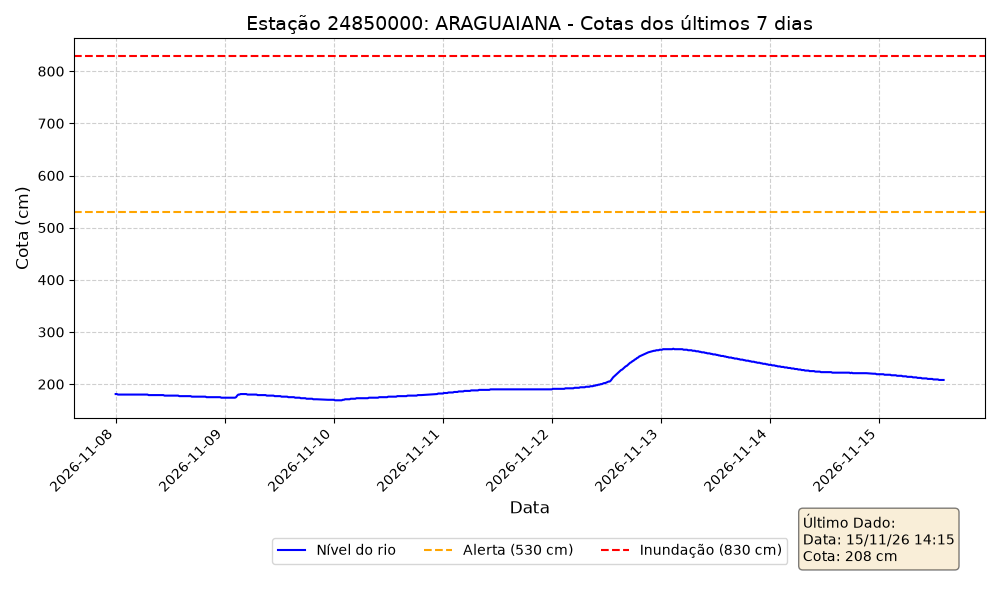 Estação 24850000: ARAGUAIANA - Cotas dos últimos 7 dias
Cota (cm)
800
700
600
500
400
300
200
2026-11-08
2026-11-09
2026-11-10
2026-11-11
2026-11-12
2026-11-13
2026-11-14
2026-11-15
Data
Nível do rio
Alerta (530 cm)
Inundação (830 cm)
Último Dado:
Data: 15/11/26 14:15
Cota: 208 cm